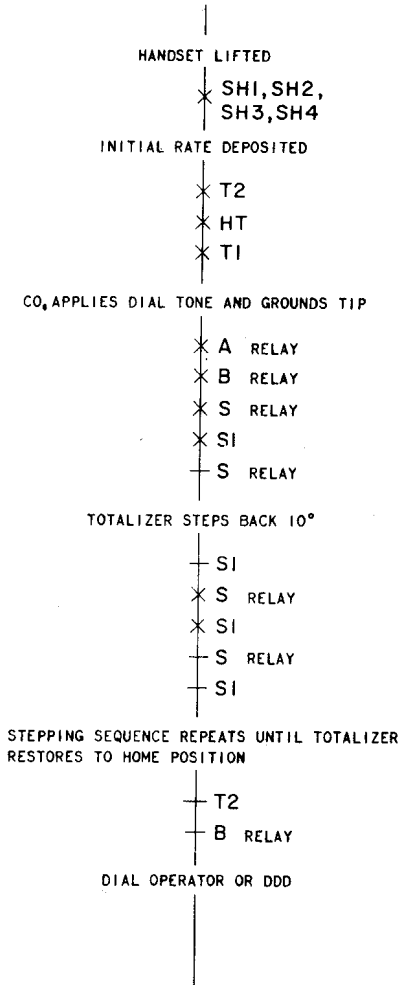 HANDSET LIFTED
SH1, SH2,
SH3, SH4
INITIAL RATE DEPOSITED
T2
HT
T1
CO. APPLIES DIAL TONE AND GROUNDS TIP
A RELAY
B RELAY
S RELAY
S1
S RELAY
TOTALIZER STEPS BACK 10°
S1
S RELAY
S1
S RELAY
S1
STEPPING SEQUENCE REPEATS UNTIL TOTALIZER
RESTORES TO HOME POSITION
T2
B RELAY
DIAL OPERATOR OR DDD